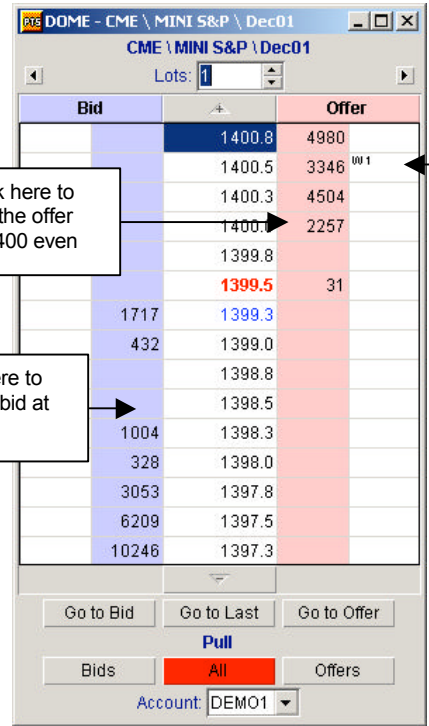 PTS DOME - CME \ MINI S&P \ Dec01
CME \ MINI S&P \ Dec01
Lots: 1
Bid Offer
1400.8 4980
1400.5 3346 W1
1400.3 4504
k here to
the offer
400 even
1400.0 2257
1399.8
1399.5 31
1717 1399.3
432 1399.0
1398.8
re to
bid at
1398.5
1004 1398.3
328 1398.0
3053 1397.8
6209 1397.5
10246 1397.3
Go to Bid Go to Last Go to Offer
Pull
Bids All Offers
Account: DEMO1